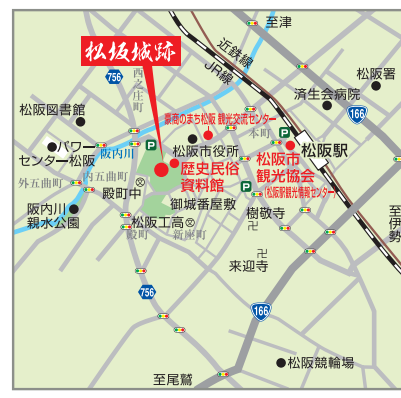 至津
松坂城跡
近鉄線
JR線
756
西之庄町
松阪署
済生会病院
松阪図書館
166
豪商のまち松阪 観光交流センター
本町
P
松阪駅
パワー
センター松阪
阪内川
P
松阪市役所
松阪市
観光協会
(松阪駅観光情報センター)
歴史民俗
資料館
外五曲町
内五曲町
殿町中
P
御城番屋敷
阪内川
親水公園
松阪工高
樹敬寺
至伊勢
殿町
新座町
来迎寺
756
166
松阪競輪場
至尾鷲